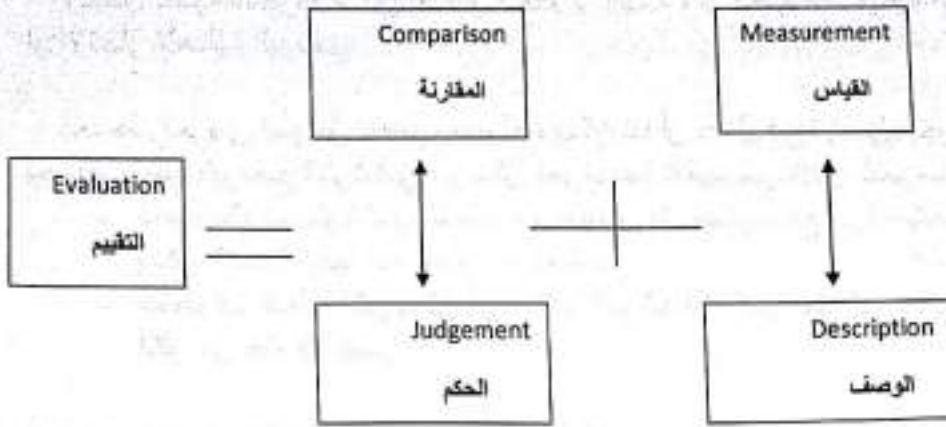 Comparison
المقارنة
Measurement
القياس
Evaluation
التقييم
Judgement
الحكم
Description
الوصف